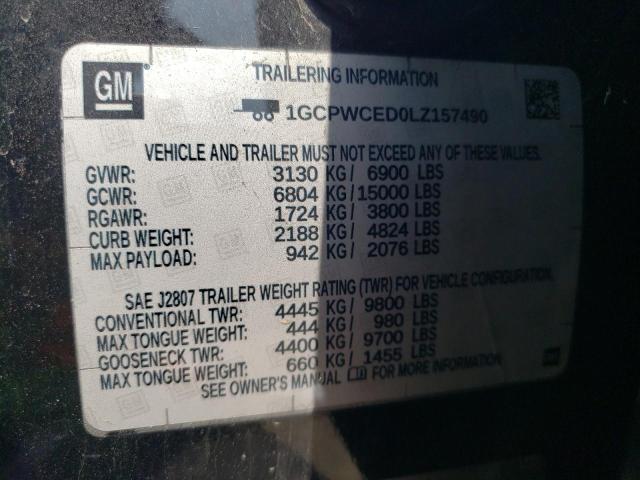 GM
TRAILERING INFORMATION
1GCPWCED0LZ157490
VEHICLE AND TRAILER MUST NOT EXCEED ANY OF THESE VALUES.
GVWR: 3130 KG/ 6900 LBS
GCWR: 6804 KG/15000 LBS
RGAWR: 1724 KG/ 3800 LBS
CURB WEIGHT: 2188 KG/ 4824 LBS
MAX PAYLOAD: 942 KG/ 2076 LBS
SAE J2807 TRAILER WEIGHT RATING (TWR) FOR VEHICLE CONFIGURATION.
CONVENTIONAL TWR: 4445 KG/ 9800 LBS
MAX TONGUE WEIGHT: 444 KG/ 980 LBS
GOOSENECK TWR: 4400 KG/ 9700 LBS
MAX TONGUE WEIGHT: 660 KG/ 1455 LBS
SEE OWNER'S MANUAL FOR MORE INFORMATION